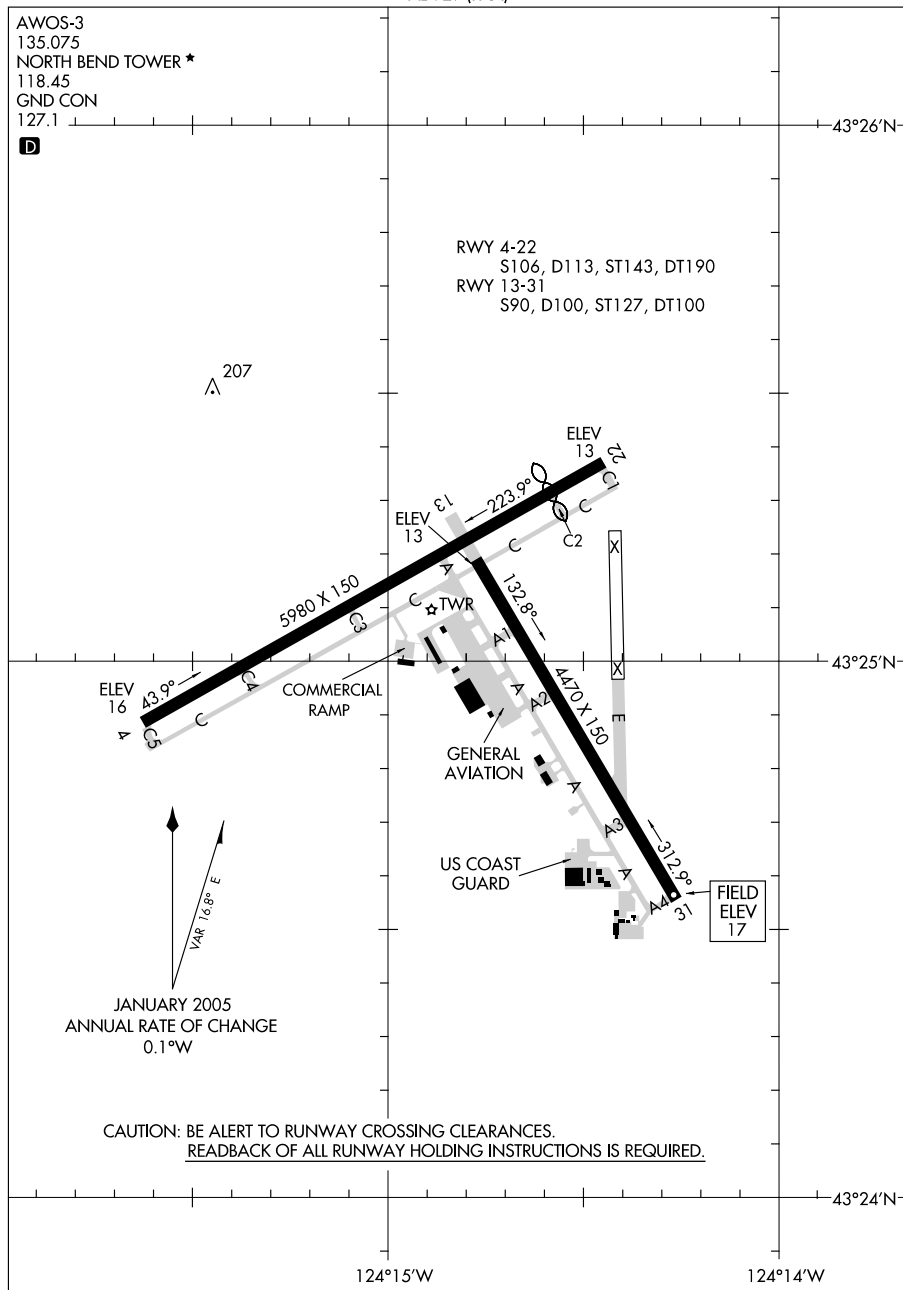 AWOS-3
135.075
NORTH BEND TOWER
118.45
GND CON
127.1
D
43°26'N
RWY 4-22
S106, D113, ST143, DT190
RWY 13-31
S90, D100, ST127, DT100
207
ELEV
13
22
C1
223.9°
C
C2
13
ELEV
13
C
X
A
132.8°
5980 X 150
C
TWR
C3
A1
X
43°25'N
43.9°
C4
COMMERCIAL
RAMP
A
A2
4470 X 150
ELEV
16
4
C5
C
E
GENERAL
AVIATION
A
A3
312.9°
US COAST
GUARD
A
A4
31
FIELD
ELEV
17
VAR 16.8° E
JANUARY 2005
ANNUAL RATE OF CHANGE
0.1°W
CAUTION: BE ALERT TO RUNWAY CROSSING CLEARANCES.
READBACK OF ALL RUNWAY HOLDING INSTRUCTIONS IS REQUIRED.
43°24'N
124°15'W
124°14'W